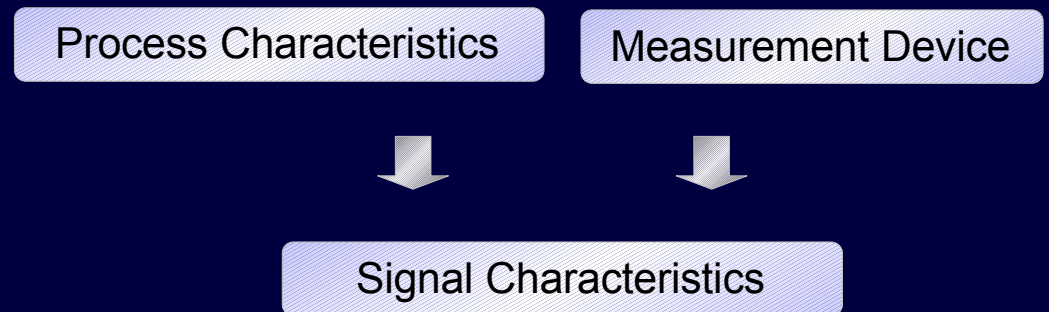 Process Characteristics
Measurement Device
Signal Characteristics